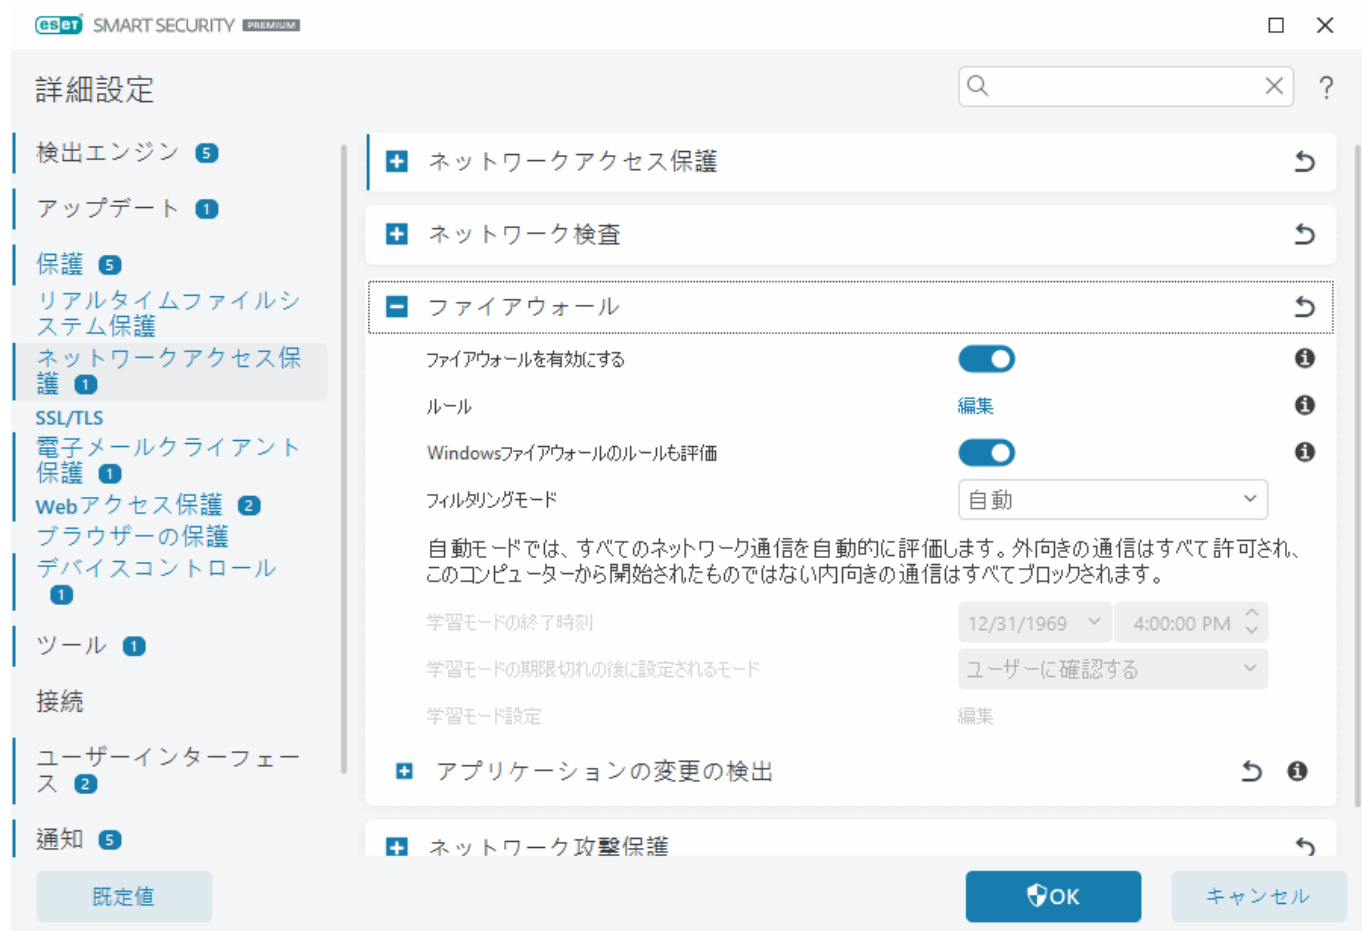 eset SMART SECURITY PREMIUM
詳細設定
?
検出エンジン 5
アップデート 1
保護 5
リアルタイムファイルシ
ステム保護
ネットワークアクセス保
護 1
SSL/TLS
電子メールクライアント
保護 1
Webアクセス保護 2
ブラウザーの保護
デバイスコントロール
1
ツール 1
接続
ユーザーインターフェー
ス 2
通知 5
ネットワークアクセス保護
ネットワーク検査
ファイアウォール
ファイアウォールを有効にする
ルール 編集
Windowsファイアウォールのルールも評価
フィルタリングモード 自動
自動モードでは、すべてのネットワーク通信を自動的に評価します。外向きの通信はすべて許可され、
このコンピューターから開始されたものではない内向きの通信はすべてブロックされます。
学習モードの終了時刻 12/31/1969 4:00:00 PM
学習モードの期限切れの後に設定されるモード ユーザーに確認する
学習モード設定 編集
アプリケーションの変更の検出
ネットワーク攻撃保護
既定値 OK キャンセル